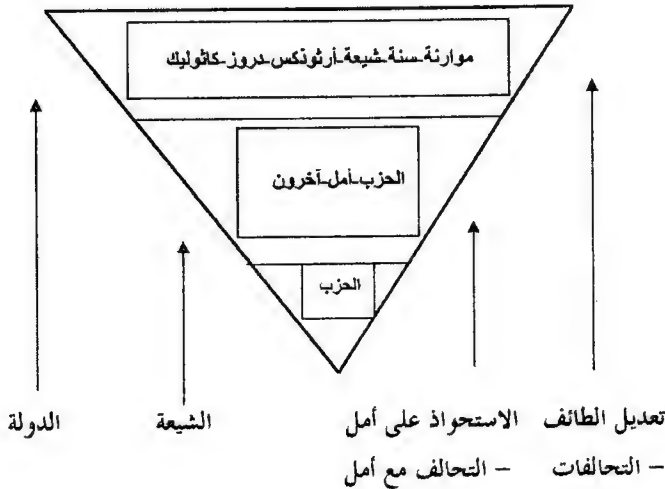 موارنة-سنة-شيعة-أرثوذكس-دروز-كاثوليك
الحزب-أمل-آخرون
الحزب
تعديل الطائف الاستحواذ على أمل الشيعة الدولة
– التحالفات – التحالف مع أمل